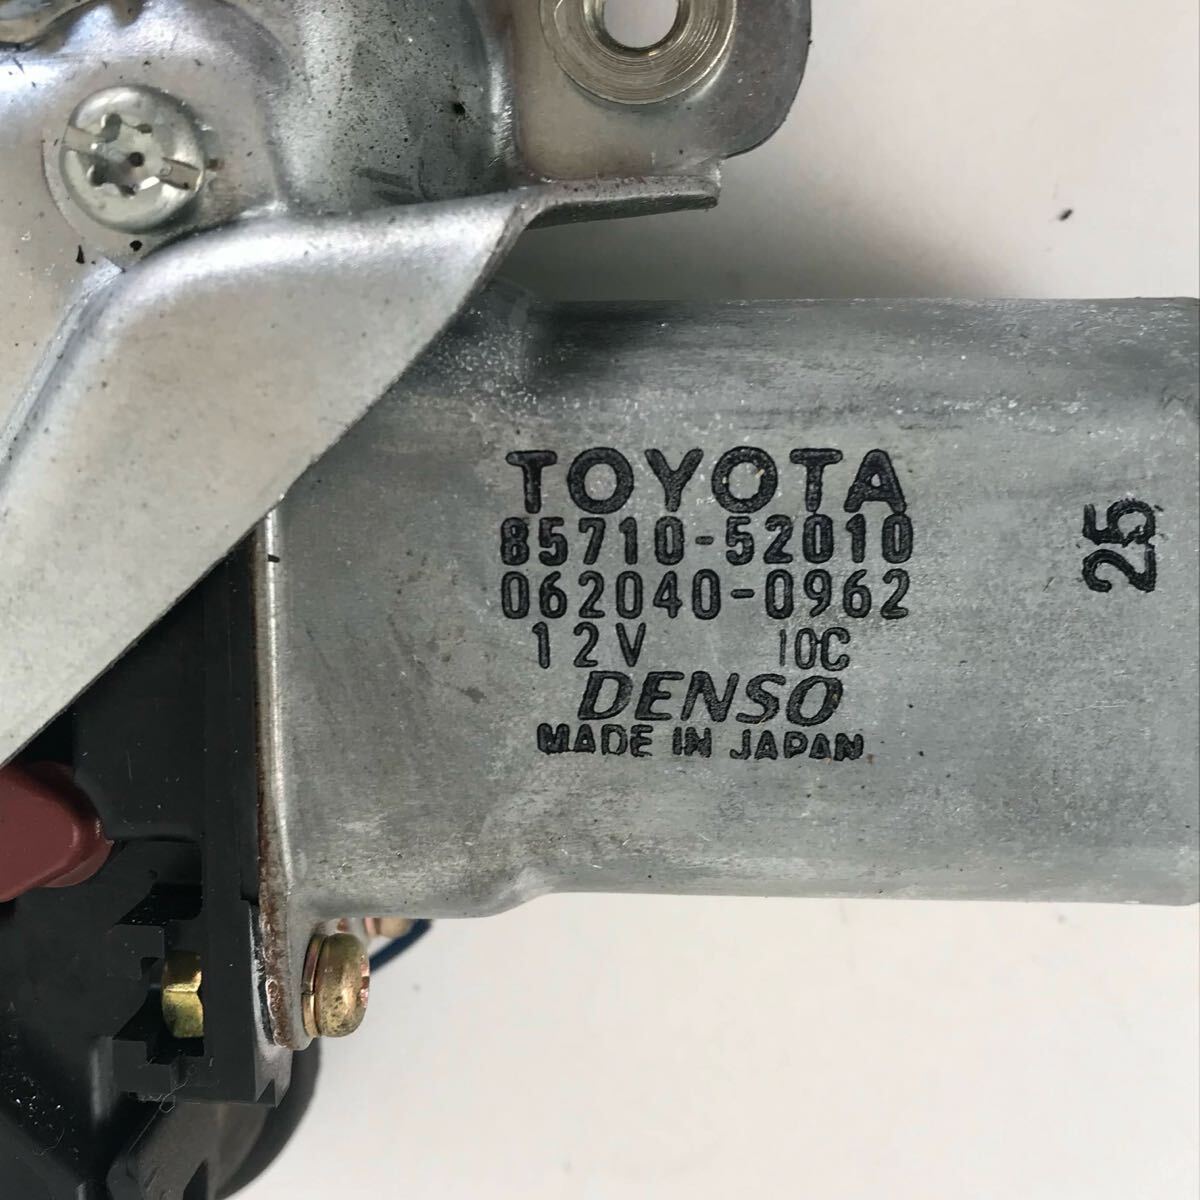 TOYOTA
85710-52010
062040-0962
12V 10C
DENSO
MADE IN JAPAN
25